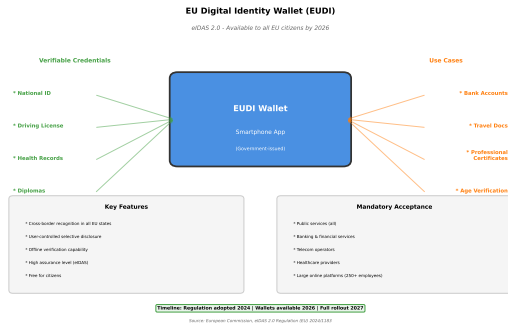 EU Digital Identity Wallet (EUDI)
eIDAS 2.0 - Available to all EU citizens by 2026
Verifiable Credentials
Use Cases
* National ID
* Driving License
* Health Records
* Diplomas
EUDI Wallet
Smartphone App
(Government-issued)
* Bank Accounts
* Travel Docs
* Professional
Certificates
* Age Verification
Key Features
* Cross-border recognition in all EU states
* User-controlled selective disclosure
* Offline verification capability
* High assurance level (eIDAS)
* Free for citizens
Mandatory Acceptance
* Public services (all)
* Banking & financial services
* Telecom operators
* Healthcare providers
* Large online platforms (250+ employees)
Timeline: Regulation adopted 2024 | Wallets available 2026 | Full rollout 2027
Source: European Commission, eIDAS 2.0 Regulation (EU) 2024/1183